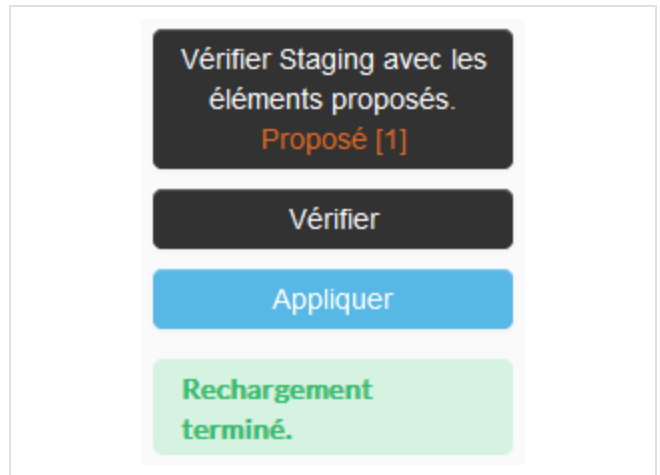 Vérifier Staging avec les
éléments proposés.
Proposé [1]
Vérifier
Appliquer
Rechargement
terminé.